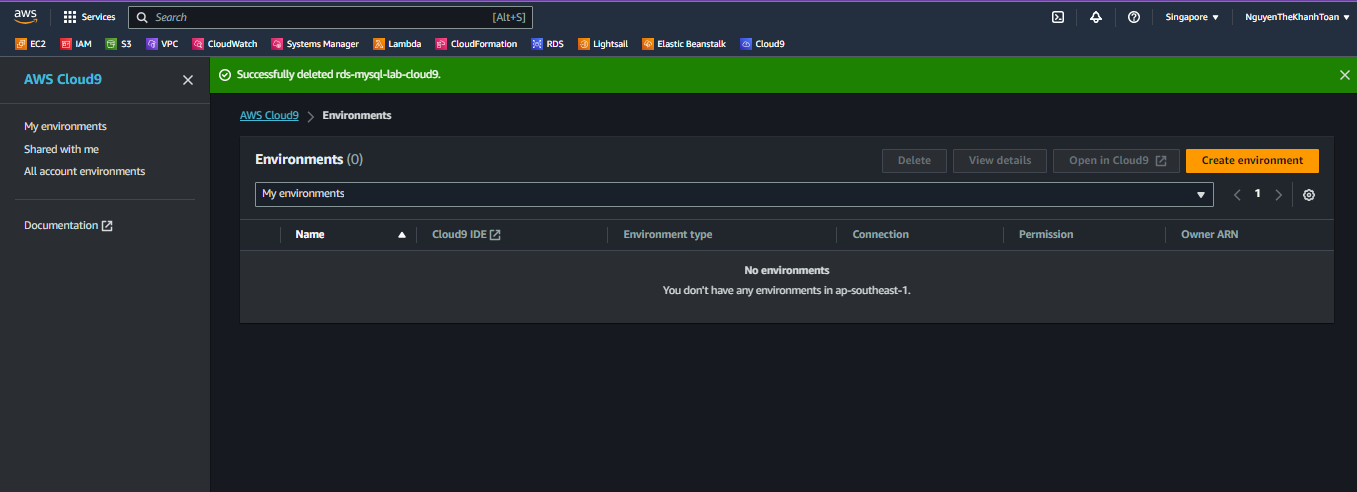 aws Services Search [Alt+S] Singapore NguyenTheKhanhToan
EC2 IAM S3 VPC CloudWatch Systems Manager Lambda CloudFormation RDS Lightsail Elastic Beanstalk Cloud9
AWS Cloud9
My environments
Shared with me
All account environments
Documentation
Successfully deleted rds-mysql-lab-cloud9.
AWS Cloud9 Environments
Environments (0) Delete View details Open in Cloud9 Create environment
My environments 1
Name Cloud9 IDE Environment type Connection Permission Owner ARN
No environments
You don't have any environments in ap-southeast-1.